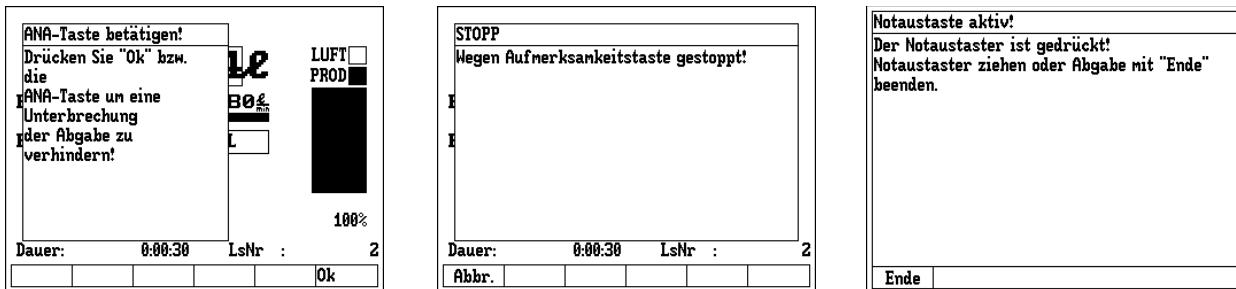 ANA-Taste betätigen!
Drücken Sie "Ok" bzw.
die
ANA-Taste um eine
Unterbrechung
der Abgabe zu
verhindern!
LUFT
PROD
80 ℓ/min
L
100%
Dauer: 0:00:30 LsNr : 2
Ok
STOPP
Wegen Aufmerksamkeitstaste gestoppt!
Dauer: 0:00:30 LsNr : 2
Abbr.
Notaustaste aktiv!
Der Notaustaster ist gedrückt!
Notaustaster ziehen oder Abgabe mit "Ende"
beenden.
Ende